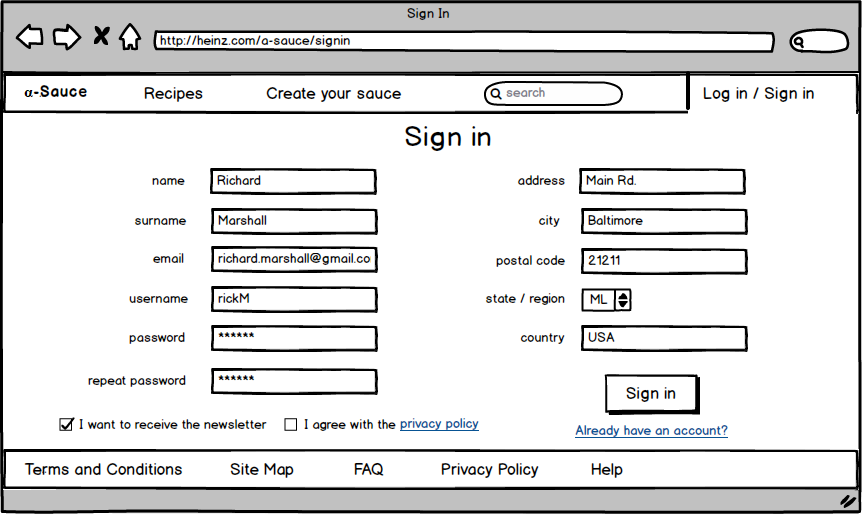 Sign In
http://heinz.com/a-sauce/signin
α-Sauce Recipes Create your sauce search Log in / Sign in
Sign in
name Richard address Main Rd.
surname Marshall city Baltimore
email richard.marshall@gmail.co postal code 21211
username rickM state / region ML
password ****** country USA
repeat password ****** Sign in
I want to receive the newsletter I agree with the privacy policy Already have an account?
Terms and Conditions Site Map FAQ Privacy Policy Help